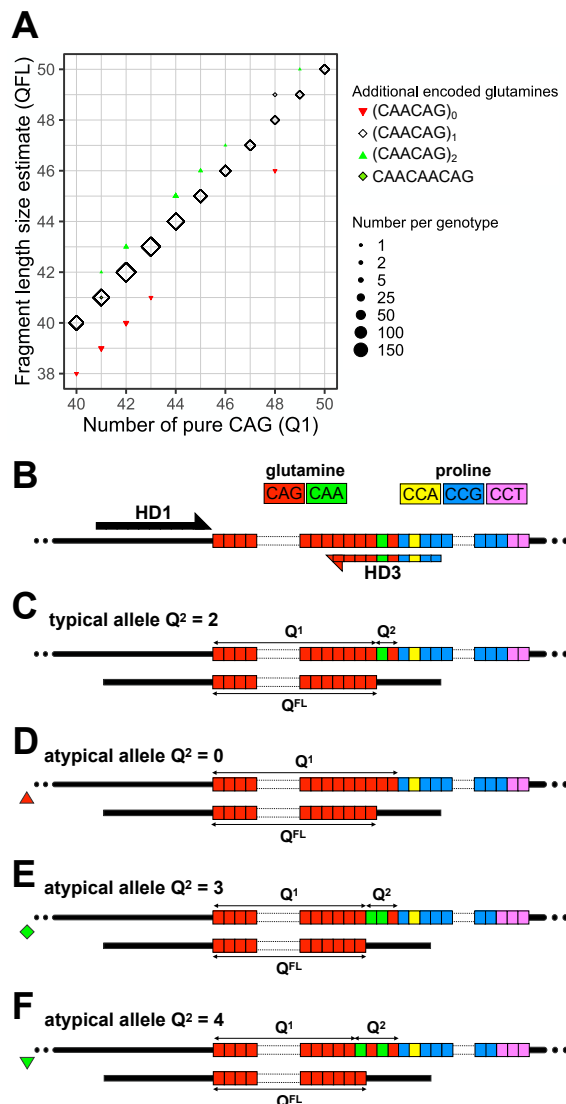 A
Fragment length size estimate (QFL)
50
48
46
44
42
40
38
40
42
44
46
48
50
Number of pure CAG (Q1)
Additional encoded glutamines
(CAACAG)₀
(CAACAG)₁
(CAACAG)₂
CAACAACAG
Number per genotype
1
2
5
25
50
100
150
B
glutamine
proline
CAG CAA
CCA CCG CCT
HD1
HD3
C
typical allele Q² = 2
Q¹ Q²
Qᶠᴸ
D
atypical allele Q² = 0
Q¹
Qᶠᴸ
E
atypical allele Q² = 3
Q¹ Q²
Qᶠᴸ
F
atypical allele Q² = 4
Q¹ Q²
Qᶠᴸ